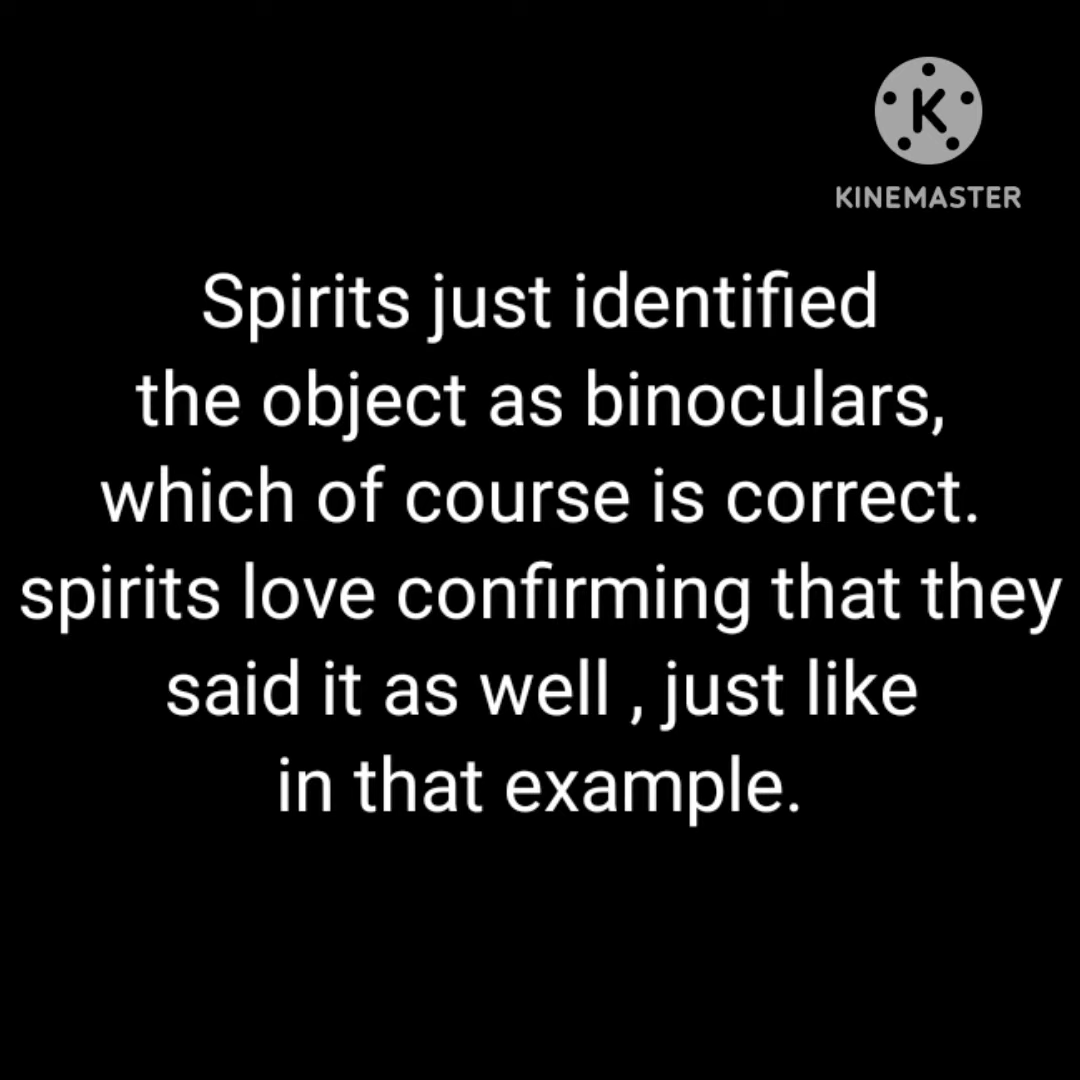 K
KINEMASTER
Spirits just identified
the object as binoculars,
which of course is correct.
spirits love confirming that they
said it as well , just like
in that example.